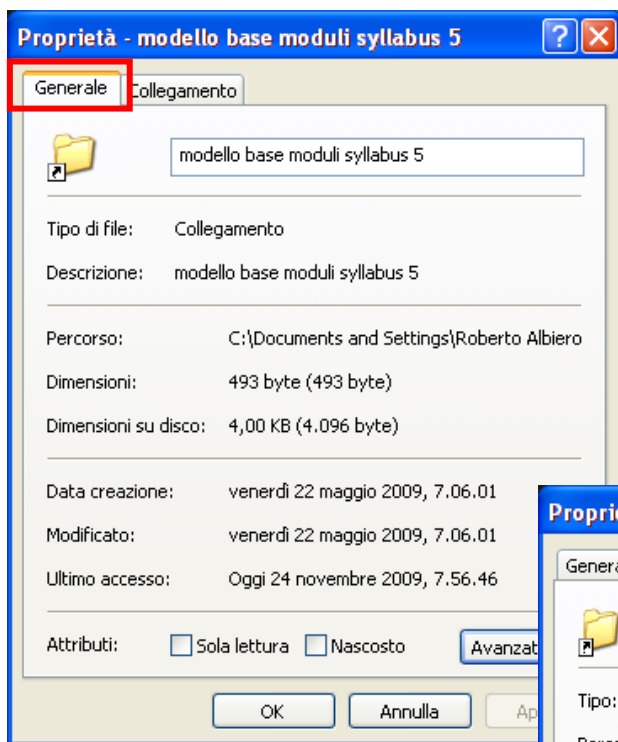 Proprietà - modello base moduli syllabus 5
Generale Collegamento
modello base moduli syllabus 5
Tipo di file: Collegamento
Descrizione: modello base moduli syllabus 5
Percorso: C:\Documents and Settings\Roberto Albiero
Dimensioni: 493 byte (493 byte)
Dimensioni su disco: 4,00 KB (4.096 byte)
Data creazione: venerdì 22 maggio 2009, 7.06.01
Modificato: venerdì 22 maggio 2009, 7.06.01
Ultimo accesso: Oggi 24 novembre 2009, 7.56.46
Attributi: Sola lettura Nascosto Avanzat
OK Annulla Ap
Proprie
Genera
Tipo: